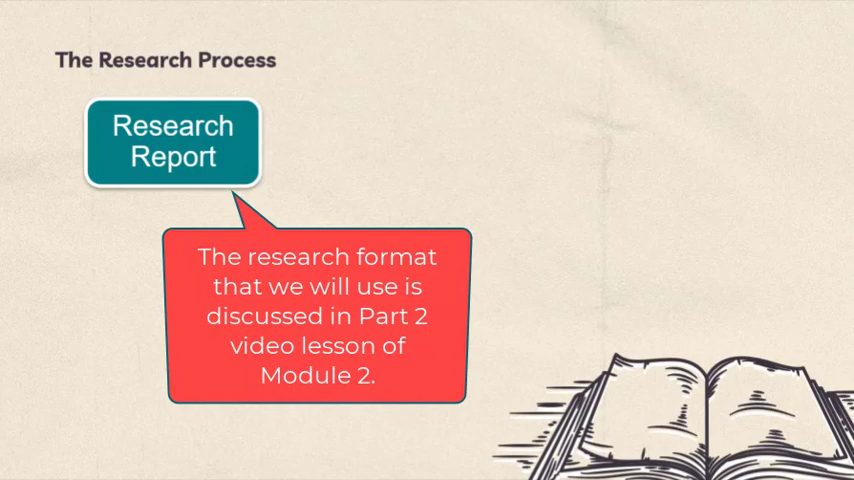 The Research Process
Research
Report
The research format
that we will use is
discussed in Part 2
video lesson of
Module 2.